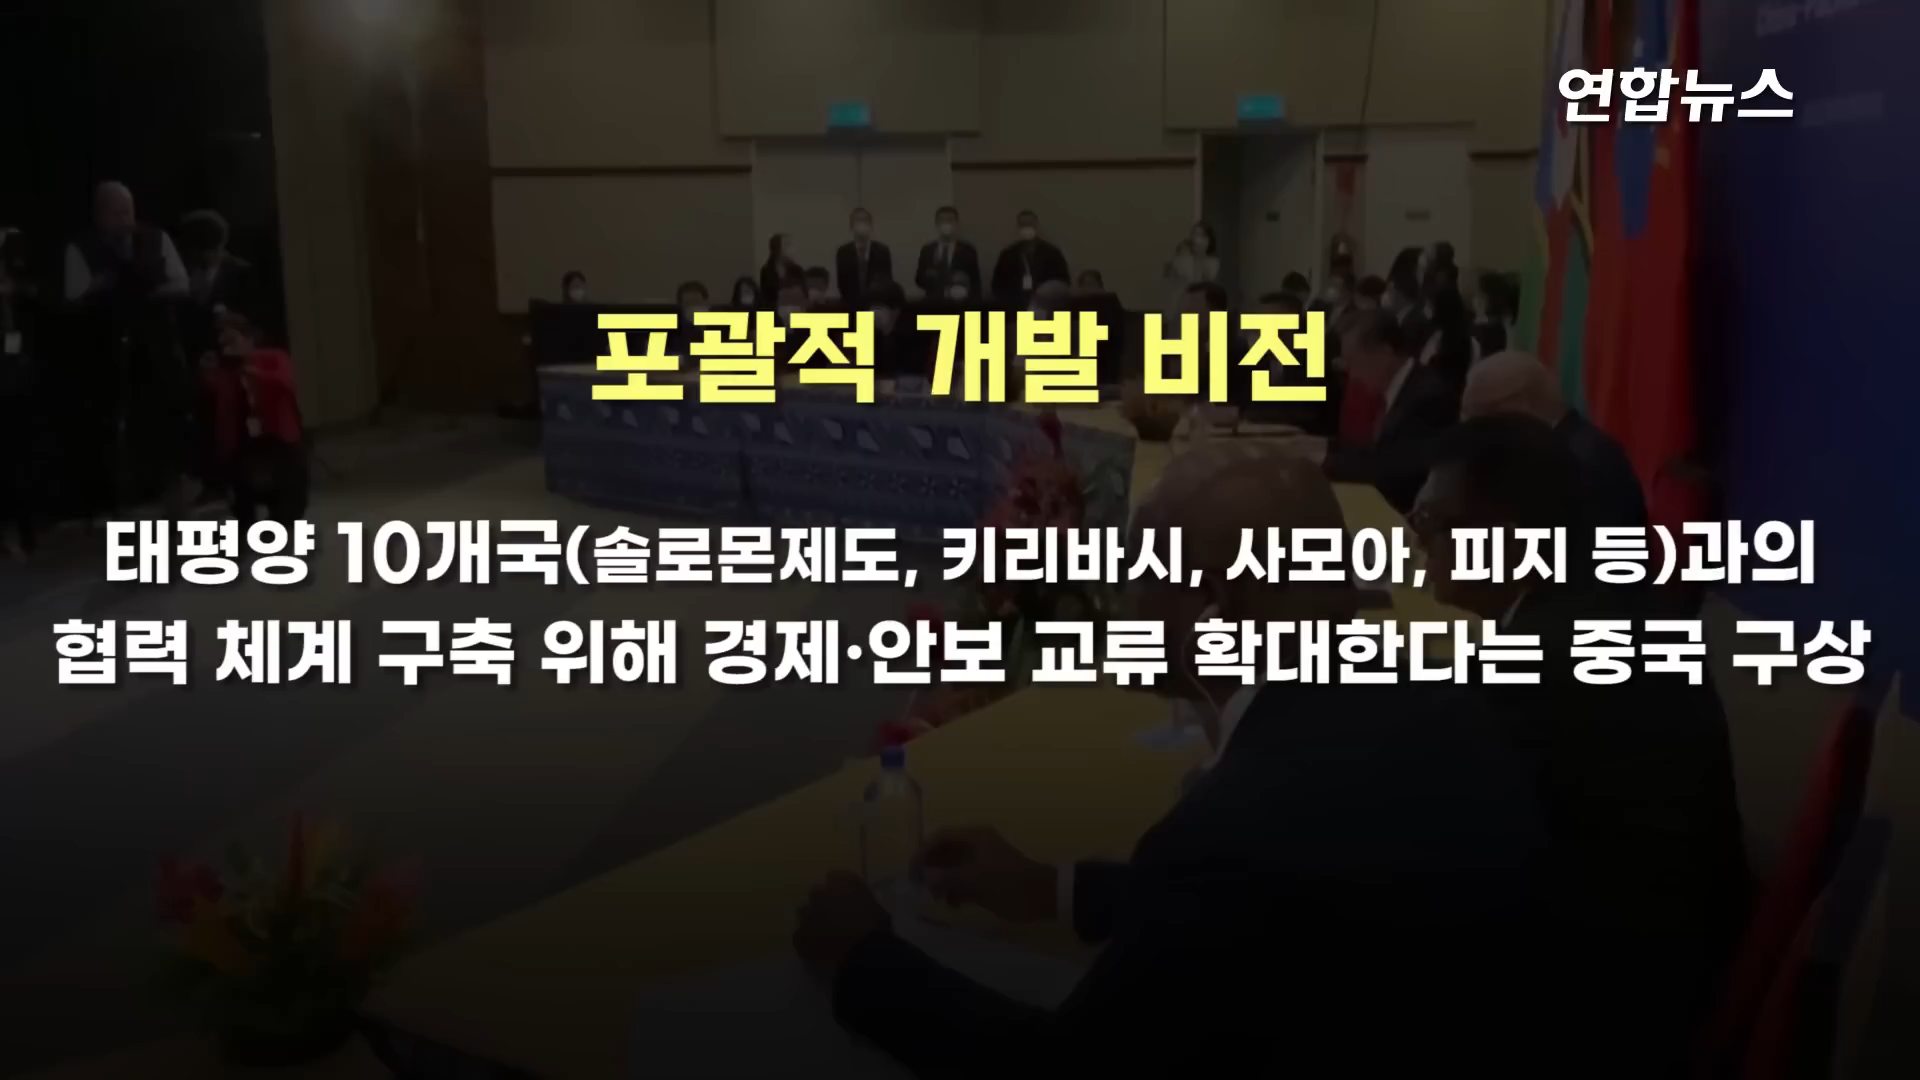 연합뉴스
포괄적 개발 비전
태평양 10개국(솔로몬제도, 키리바시, 사모아, 피지 등)과의
협력 체계 구축 위해 경제·안보 교류 확대한다는 중국 구상